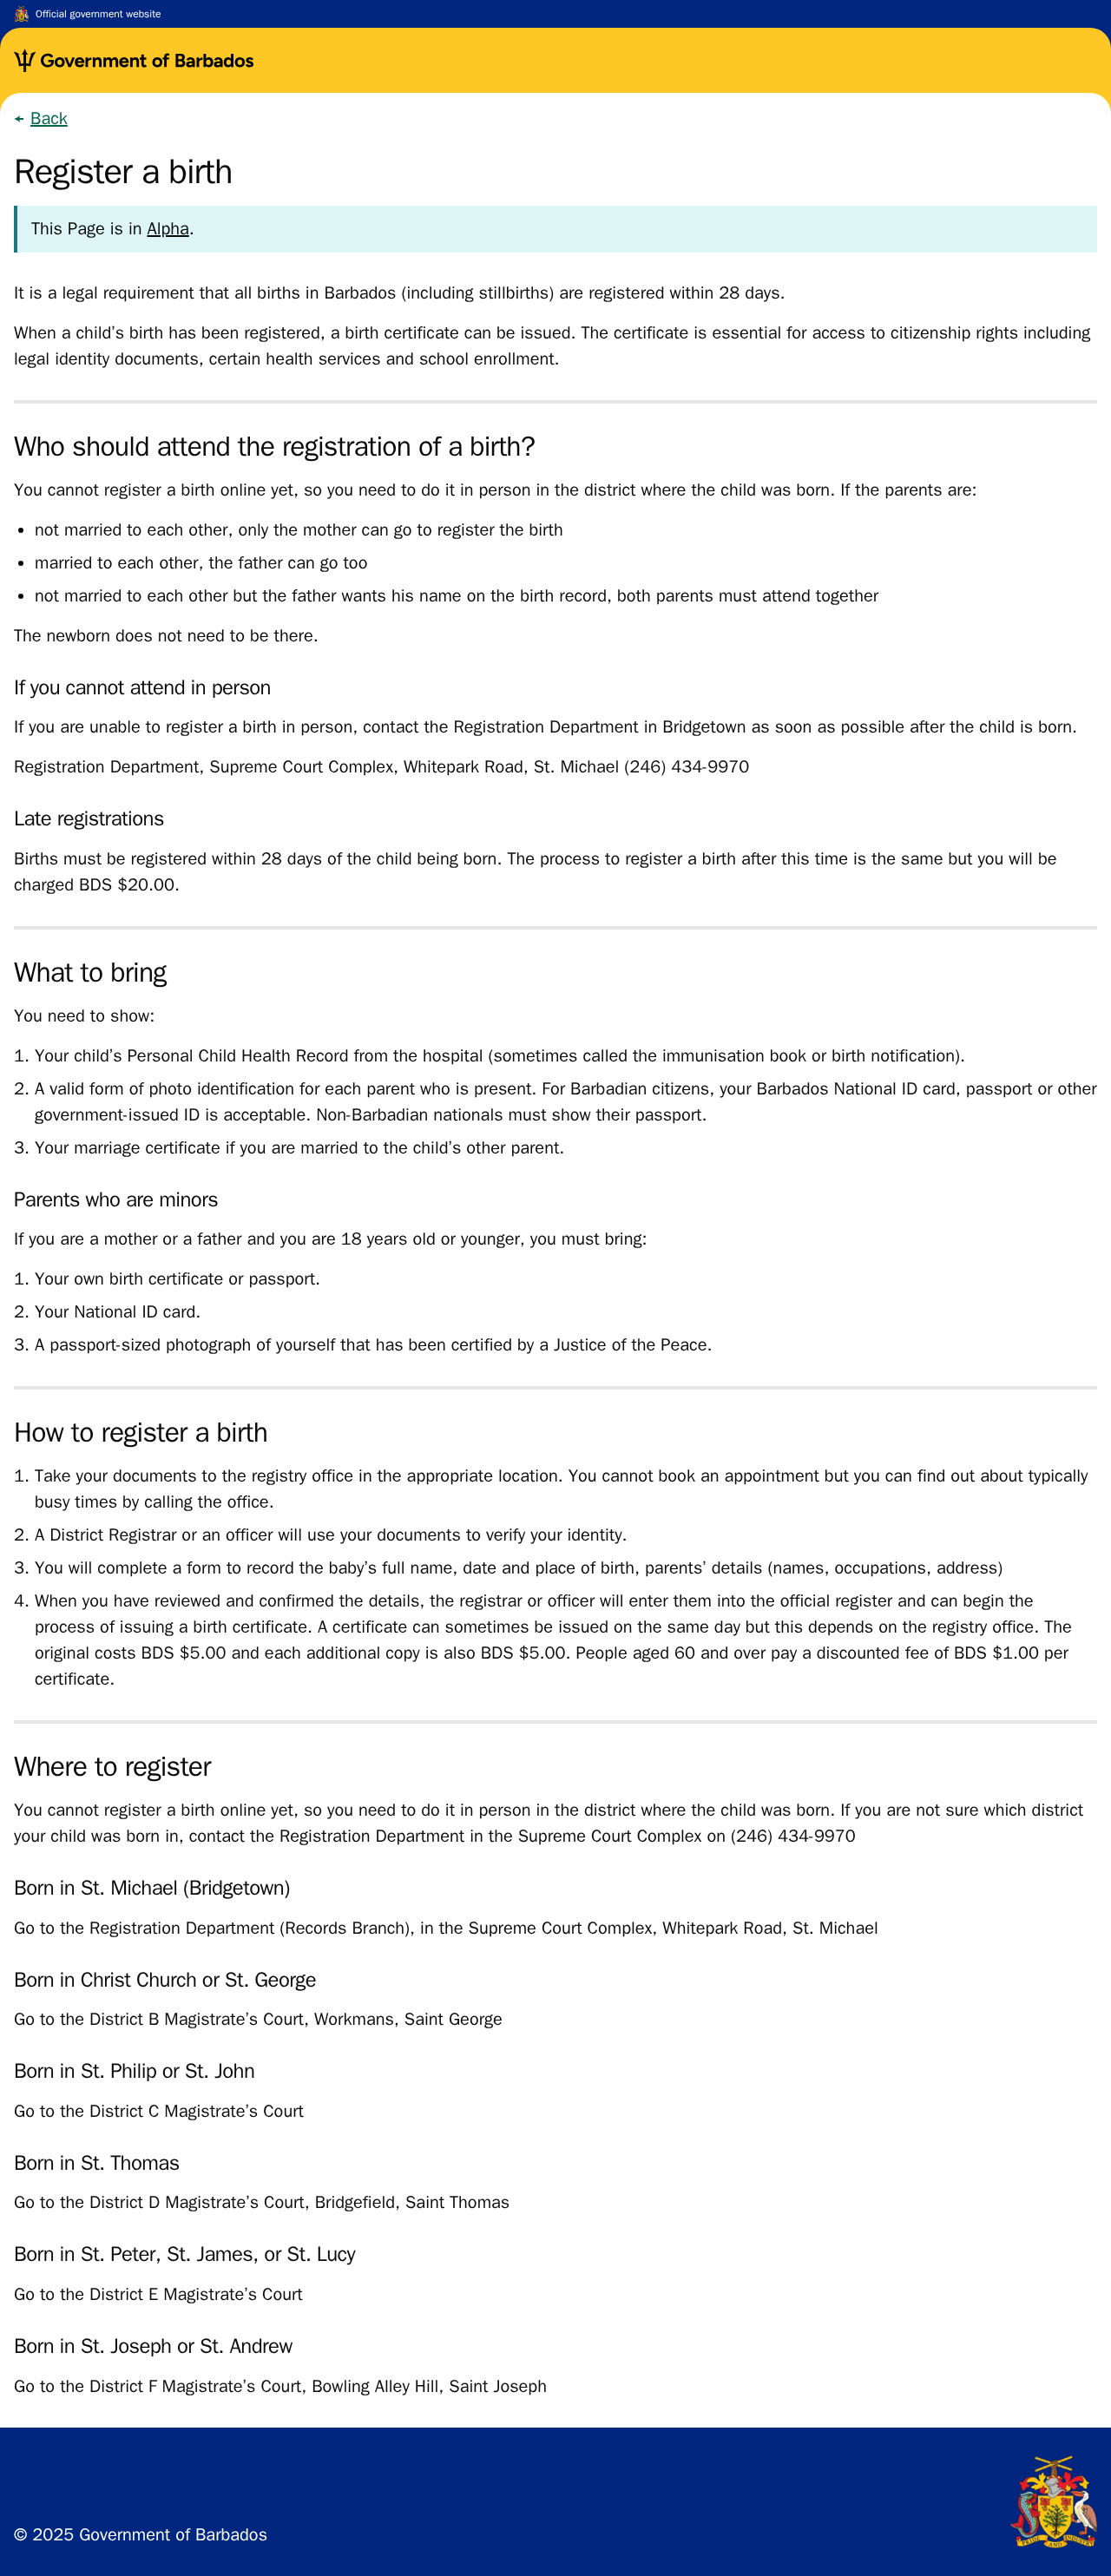 Official government website
Government of Barbados
Back
Register a birth
This Page is in Alpha.
It is a legal requirement that all births in Barbados (including stillbirths) are registered within 28 days.
When a child's birth has been registered, a birth certificate can be issued. The certificate is essential for access to citizenship rights including
legal identity documents, certain health services and school enrollment.
Who should attend the registration of a birth?
You cannot register a birth online yet, so you need to do it in person in the district where the child was born. If the parents are:
• not married to each other, only the mother can go to register the birth
• married to each other, the father can go too
• not married to each other but the father wants his name on the birth record, both parents must attend together
The newborn does not need to be there.
If you cannot attend in person
If you are unable to register a birth in person, contact the Registration Department in Bridgetown as soon as possible after the child is born.
Registration Department, Supreme Court Complex, Whitepark Road, St. Michael (246) 434-9970
Late registrations
Births must be registered within 28 days of the child being born. The process to register a birth after this time is the same but you will be
charged BDS $20.00.
What to bring
You need to show:
1. Your child's Personal Child Health Record from the hospital (sometimes called the immunisation book or birth notification).
2. A valid form of photo identification for each parent who is present. For Barbadian citizens, your Barbados National ID card, passport or other
government-issued ID is acceptable. Non-Barbadian nationals must show their passport.
3. Your marriage certificate if you are married to the child's other parent.
Parents who are minors
If you are a mother or a father and you are 18 years old or younger, you must bring:
1. Your own birth certificate or passport.
2. Your National ID card.
3. A passport-sized photograph of yourself that has been certified by a Justice of the Peace.
How to register a birth
1. Take your documents to the registry office in the appropriate location. You cannot book an appointment but you can find out about typically
busy times by calling the office.
2. A District Registrar or an officer will use your documents to verify your identity.
3. You will complete a form to record the baby's full name, date and place of birth, parents' details (names, occupations, address)
4. When you have reviewed and confirmed the details, the registrar or officer will enter them into the official register and can begin the
process of issuing a birth certificate. A certificate can sometimes be issued on the same day but this depends on the registry office. The
original costs BDS $5.00 and each additional copy is also BDS $5.00. People aged 60 and over pay a discounted fee of BDS $1.00 per
certificate.
Where to register
You cannot register a birth online yet, so you need to do it in person in the district where the child was born. If you are not sure which district
your child was born in, contact the Registration Department in the Supreme Court Complex on (246) 434-9970
Born in St. Michael (Bridgetown)
Go to the Registration Department (Records Branch), in the Supreme Court Complex, Whitepark Road, St. Michael
Born in Christ Church or St. George
Go to the District B Magistrate's Court, Workmans, Saint George
Born in St. Philip or St. John
Go to the District C Magistrate's Court
Born in St. Thomas
Go to the District D Magistrate's Court, Bridgefield, Saint Thomas
Born in St. Peter, St. James, or St. Lucy
Go to the District E Magistrate's Court
Born in St. Joseph or St. Andrew
Go to the District F Magistrate's Court, Bowling Alley Hill, Saint Joseph
PRIDE AND INDUSTRY
© 2025 Government of Barbados